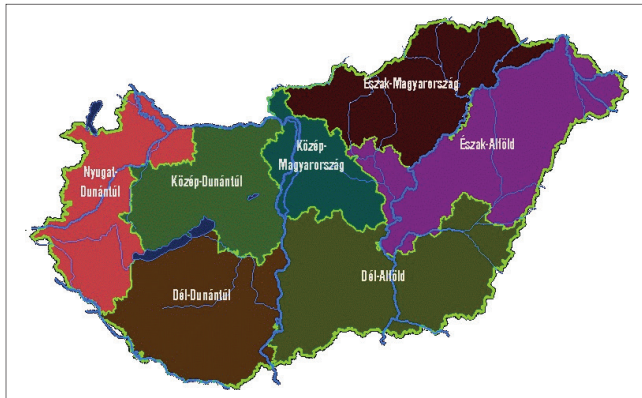 Észak-Magyarország
Észak-Alföld
Közép-
Magyarország
Nyugat-
Dunántúl
Közép-Dunántúl
Dél-Alföld
Dél-Dunántúl